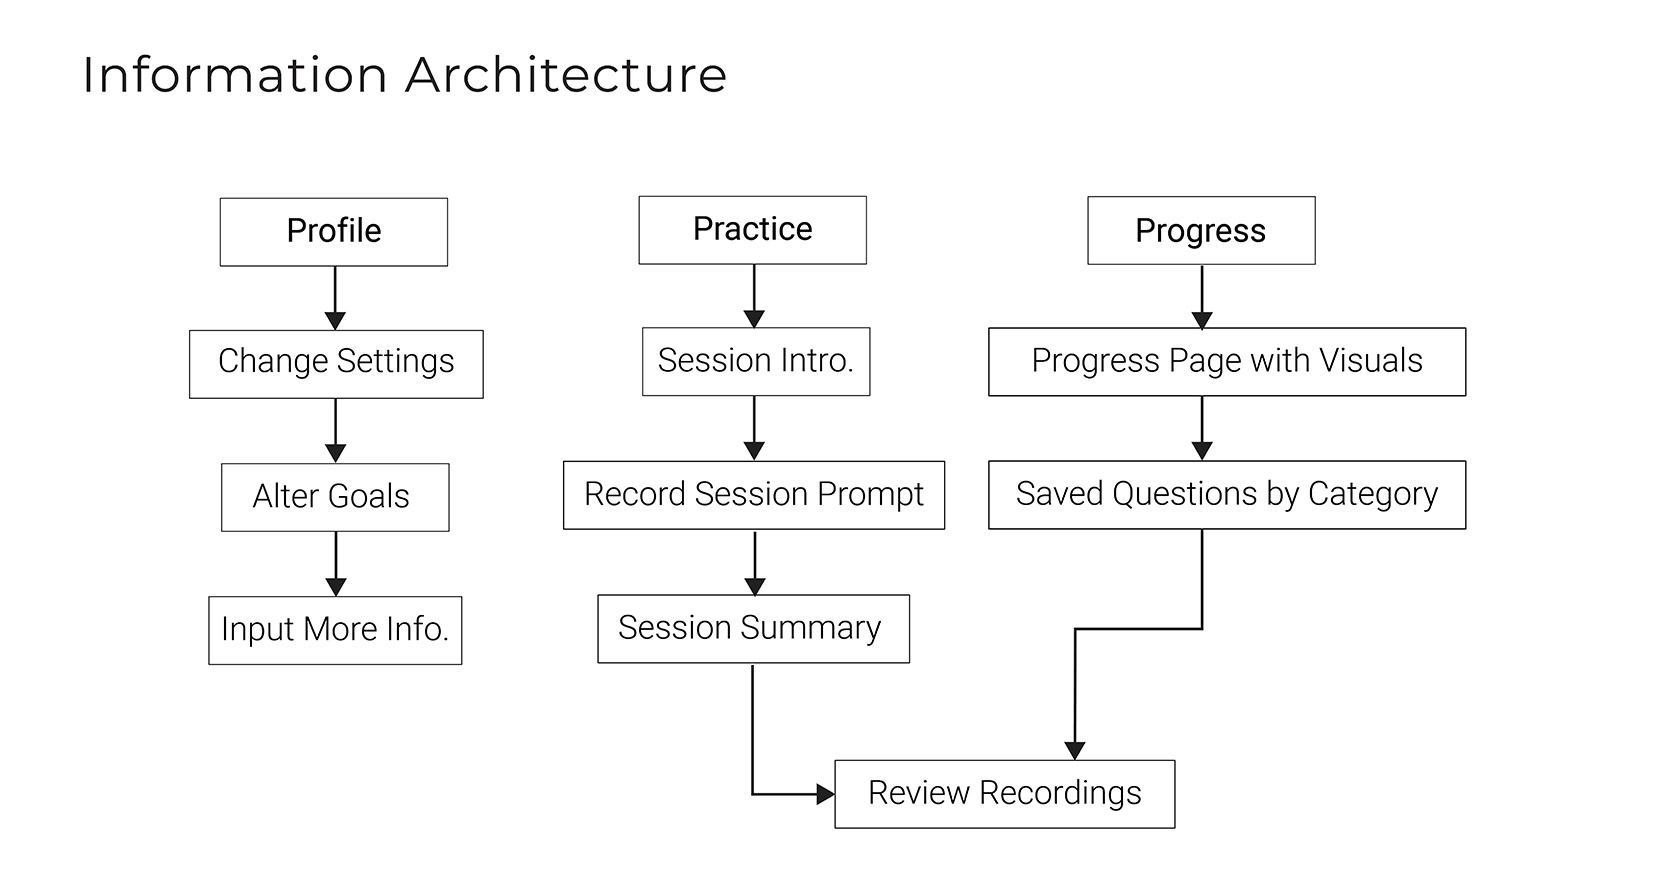 Information Architecture
Profile
Change Settings
Alter Goals
Input More Info.
Practice
Session Intro.
Record Session Prompt
Session Summary
Progress
Progress Page with Visuals
Saved Questions by Category
Review Recordings